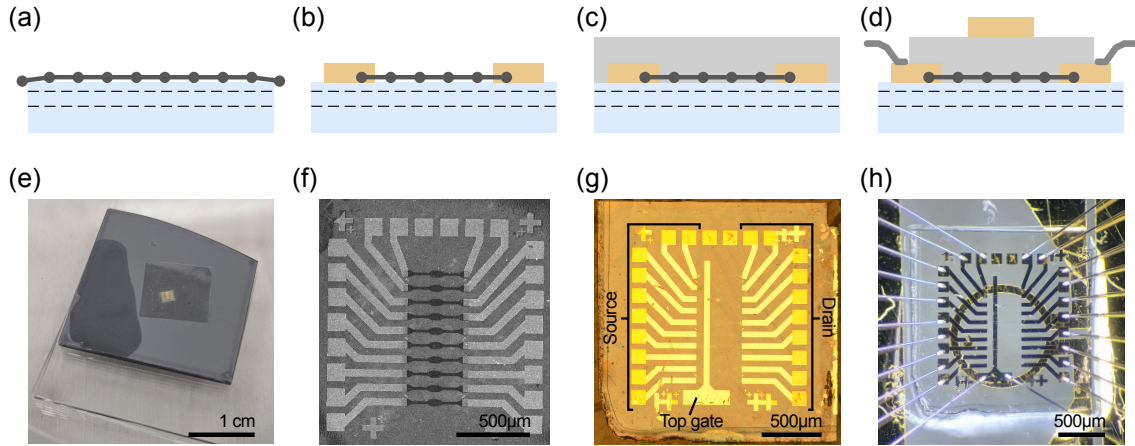 (a)
(b)
(c)
(d)
(e)
(f)
(g)
(h)
Source
Drain
Top gate
1 cm
500µm
500µm
500µm